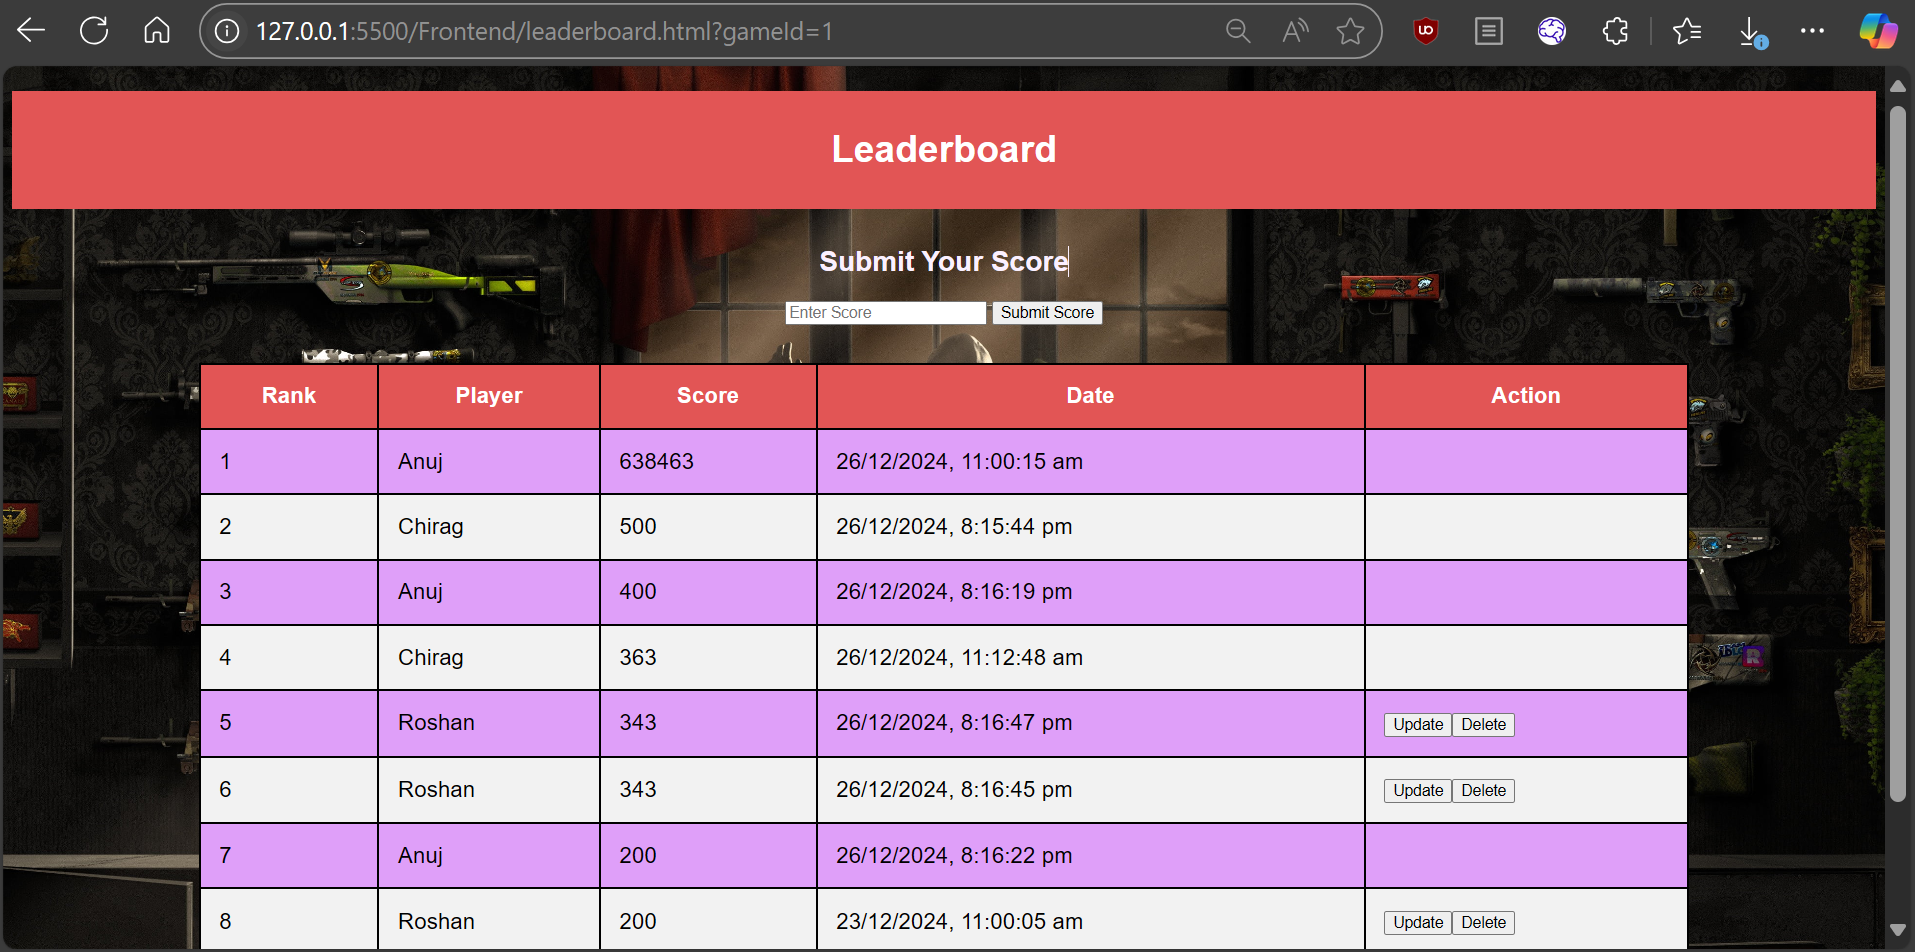 127.0.0.1:5500/Frontend/leaderboard.html?gameId=1
Leaderboard
Submit Your Score
Enter Score Submit Score
Rank Player Score Date Action
1 Anuj 638463 26/12/2024, 11:00:15 am
2 Chirag 500 26/12/2024, 8:15:44 pm
3 Anuj 400 26/12/2024, 8:16:19 pm
4 Chirag 363 26/12/2024, 11:12:48 am
5 Roshan 343 26/12/2024, 8:16:47 pm Update Delete
6 Roshan 343 26/12/2024, 8:16:45 pm Update Delete
7 Anuj 200 26/12/2024, 8:16:22 pm
8 Roshan 200 23/12/2024, 11:00:05 am Update Delete